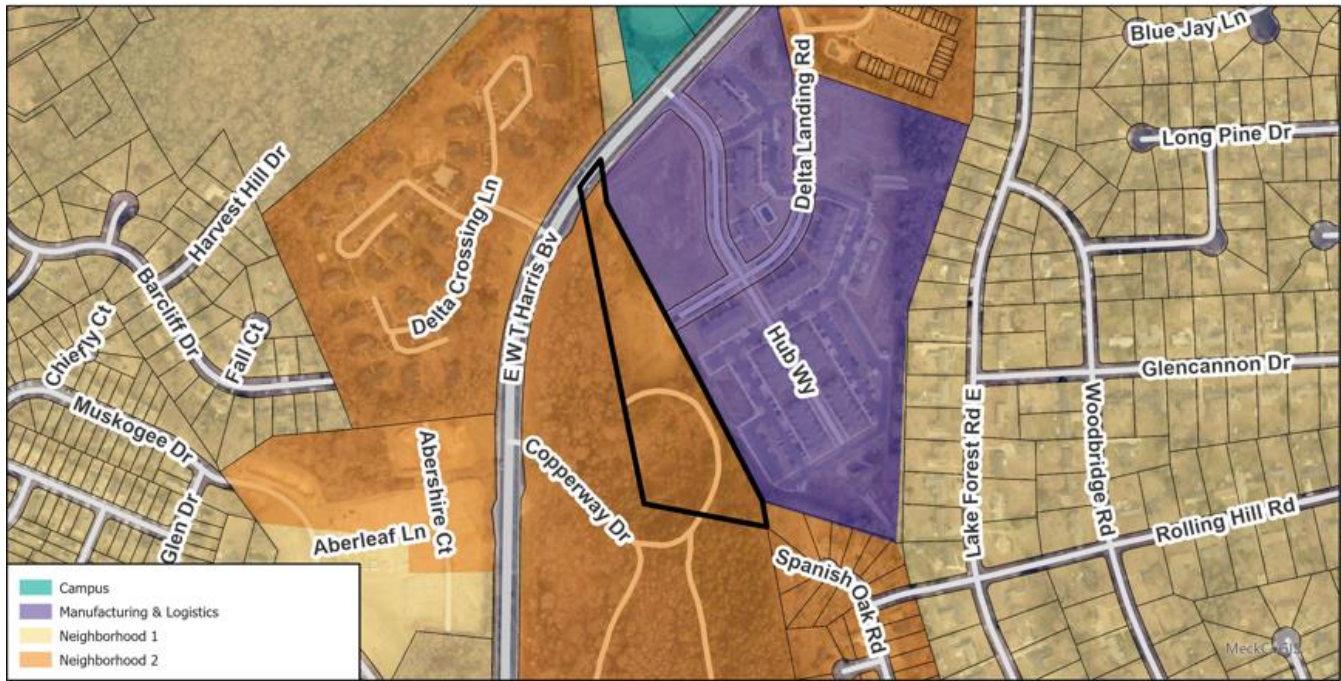 Blue Jay Ln
Delta Landing Rd
Long Pine Dr
Harvest Hill Dr
Delta Crossing Ln
Barcliff Dr
E WT Harris Bv
Chiefly Ct
Fall Ct
Hub Wy
Glencannon Dr
Muskogee Dr
Abershire Ct
Copperway Dr
Lake Forest Rd E
Woodbridge Rd
Glen Dr
Aberleaf Ln
Rolling Hill Rd
Spanish Oak Rd
Campus
Manufacturing & Logistics
Neighborhood 1
Neighborhood 2